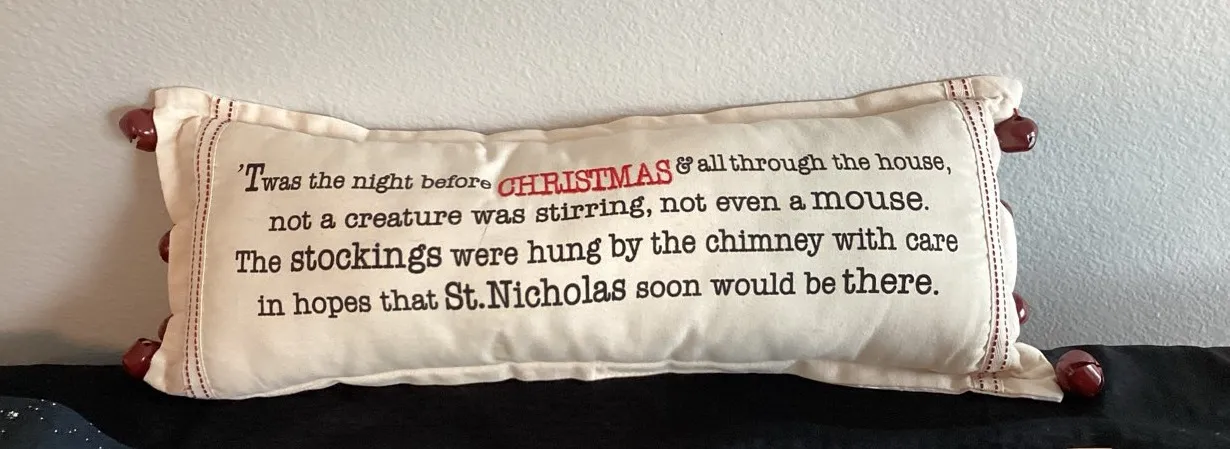 'Twas the night before CHRISTMAS & all through the house,
not a creature was stirring, not even a mouse.
The stockings were hung by the chimney with care
in hopes that St.Nicholas soon would be there.